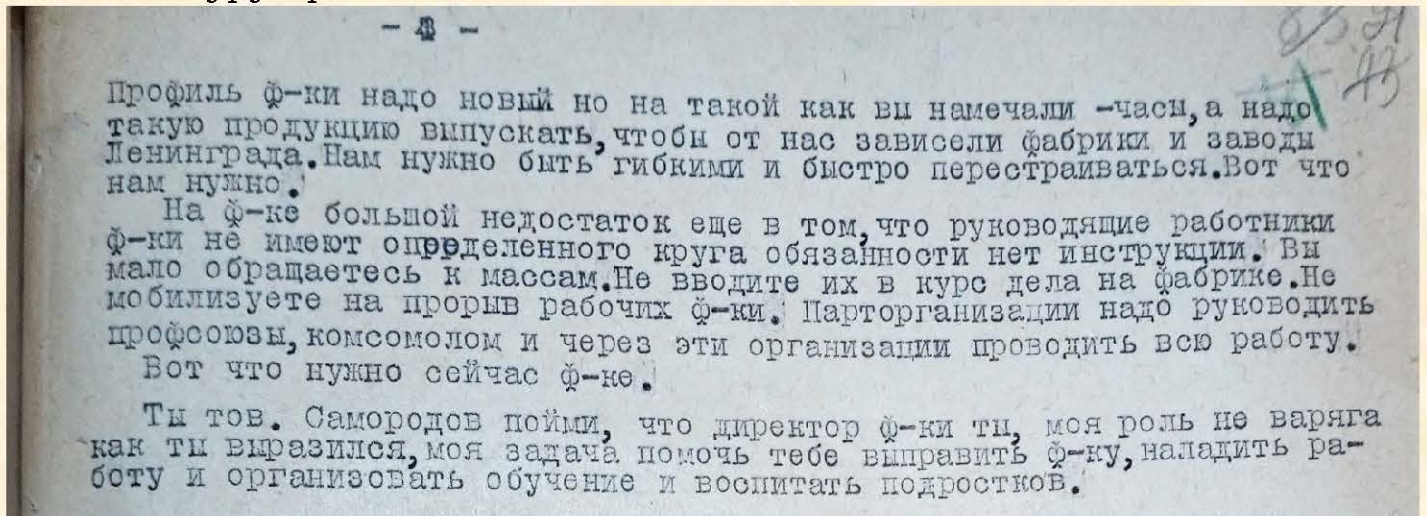 Профиль ф-ки надо новый но на такой как вы намечали -часы,а надо
такую продукцию выпускать,чтобы от нас зависели фабрики и заводы
Ленинграда.Нам нужно быть гибкими и быстро перестраиваться.Вот что
нам нужно.
На ф-ке большой недостаток еще в том,что руководящие работники
ф-ки не имеют определенного круга обязанности нет инструкции. Вы
мало обращаетесь к массам.Не вводите их в курс дела на фабрике.Не
мобилизуете на прорыв рабочих ф-ки. Парторганизации надо руководить
профсоюзы,комсомолом и через эти организации проводить всю работу.
Вот что нужно сейчас ф-ке.
Ты тов. Самородов пойми, что директор ф-ки ты, моя роль не варяга
как ты выразился,моя задача помочь тебе выправить ф-ку,наладить ра-
боту и организовать обучение и воспитать подростков.